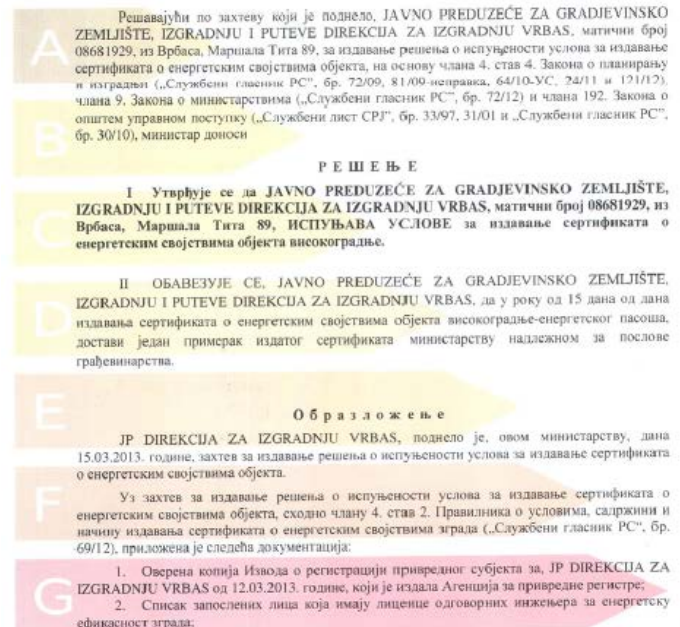 Решавајући по захтеву који је поднело, JAVNO PREDUZEĆE ZA GRADJEVINSKO
ZEMLJIŠTE, IZGRADNJU I PUTEVE DIREKCIJA ZA IZGRADNJU VRBAS, матични број
08681929, из Врбаса, Маршала Тита 89, за издавање решења о испуњености услова за издавање
сертификата о енергетским својствима објекта, на основу члана 4. став 4. Закона о планирању
и изградњи („Службени гласник РС”, бр. 72/09, 81/09-неправка, 64/10-УС, 24/11 и 121/12),
члана 9. Закона о министарствима („Службени гласник РС”, бр. 72/12) и члана 192. Закона о
општем управном поступку („Службени лист СРЈ”, бр. 33/97, 31/01 и „Службени гласник РС”,
бр. 30/10), министар доноси
Р Е Ш Е Њ Е
I Утврђује се да JAVNO PREDUZEĆE ZA GRADJEVINSKO ZEMLJIŠTE,
IZGRADNJU I PUTEVE DIREKCIJA ZA IZGRADNJU VRBAS, матични број 08681929, из
Врбаса, Маршала Тита 89, ИСПУЊАВА УСЛОВЕ за издавање сертификата о
енергетским својствима објекта високоградње.
II ОБАВЕЗУЈЕ СЕ, JAVNO PREDUZEĆE ZA GRADJEVINSKO ZEMLJIŠTE,
IZGRADNJU I PUTEVE DIREKCIJA ZA IZGRADNJU VRBAS, да у року од 15 дана од дана
издавања сертификата о енергетским својствима објекта високоградње-енергетског пасоша,
достави један примерак издатог сертификата министарству надлежном за послове
грађевинарства.
О б р а з л о ж е њ е
JP DIREKCIJA ZA IZGRADNJU VRBAS, поднело је, овом министарству, дана
15.03.2013. године, захтев за издавање решења о испуњености услова за издавање сертификата
о енергетским својствима објекта.
Уз захтев за издавање решења о испуњености услова за издавање сертификата о
енергетским својствима објекта, сходно члану 4. став 2. Правилника о условима, садржини и
начину издавања сертификата о енергетским својствима зграда („Службени гласник РС”, бр.
69/12), приложена је следећа документација:
1. Оверена копија Извода о регистрацији привредног субјекта за, JP DIREKCIJA ZA
IZGRADNJU VRBAS од 12.03.2013. године, који је издала Агенција за привредне регистре;
2. Списак запослених лица која имају лиценце одговорних инжењера за енергетску
ефикасност зграда;
A
B
C
D
E
F
G